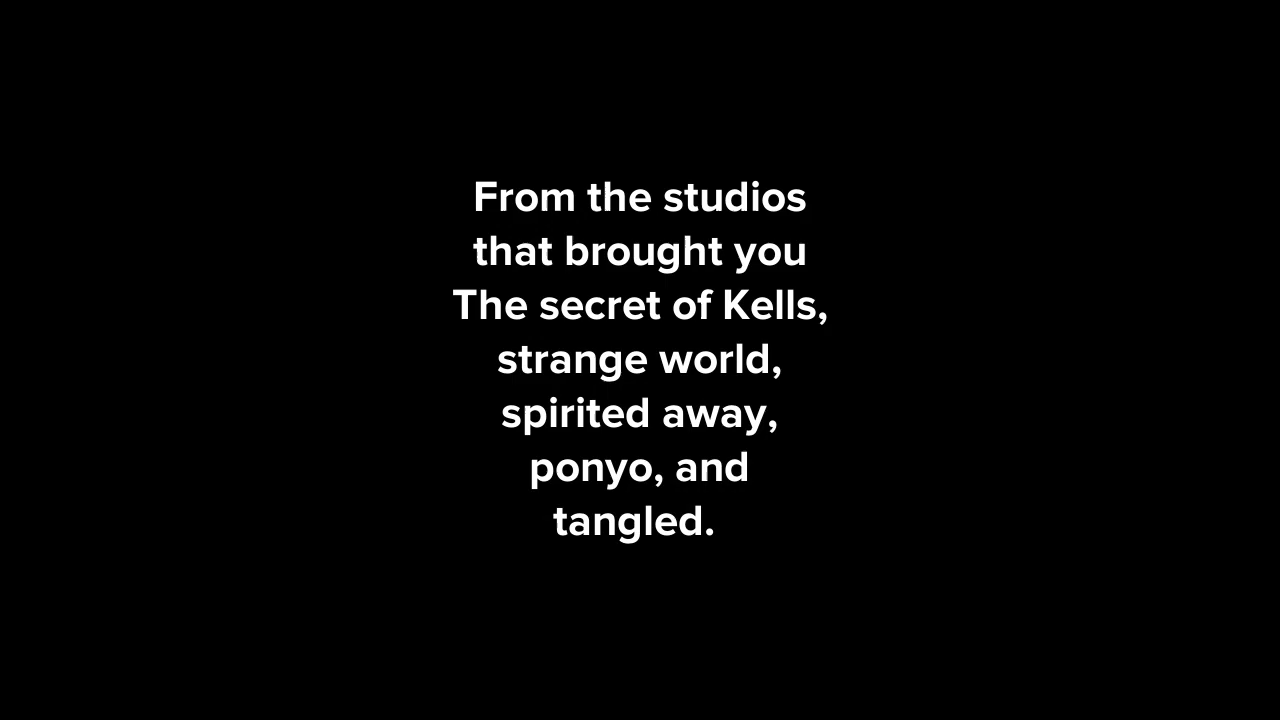 From the studios
that brought you
The secret of Kells,
strange world,
spirited away,
ponyo, and
tangled.